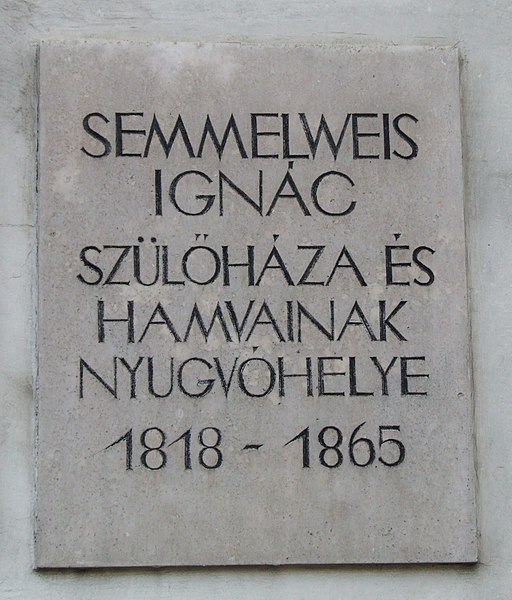 SEMMELWEIS
IGNÁC
SZÜLŐHÁZA ÉS
HAMVAINAK
NYUGVÓHELYE
1818 - 1865